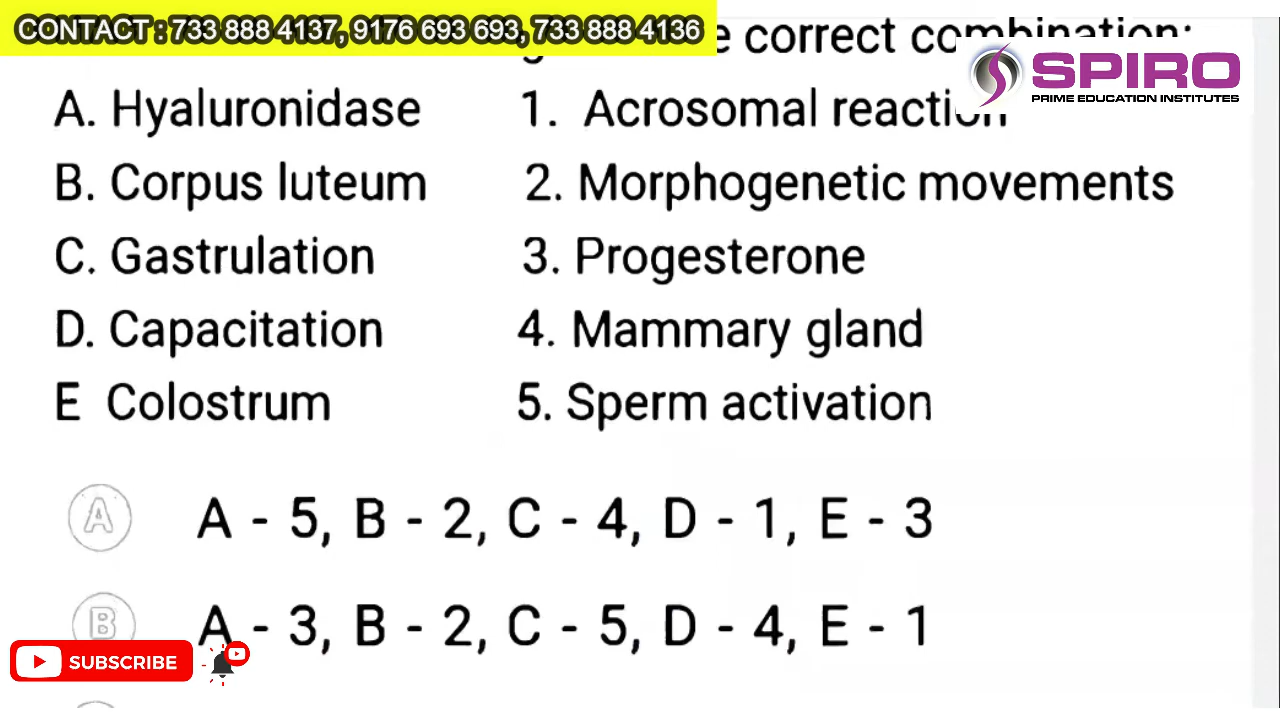 CONTACT : 733 888 4137, 9176 693 693, 733 888 4136
correct combination:
SPIRO
PRIME EDUCATION INSTITUTES
A. Hyaluronidase 1. Acrosomal reaction
B. Corpus luteum 2. Morphogenetic movements
C. Gastrulation 3. Progesterone
D. Capacitation 4. Mammary gland
E Colostrum 5. Sperm activation
A A - 5, B - 2, C - 4, D - 1, E - 3
B A - 3, B - 2, C - 5, D - 4, E - 1
SUBSCRIBE